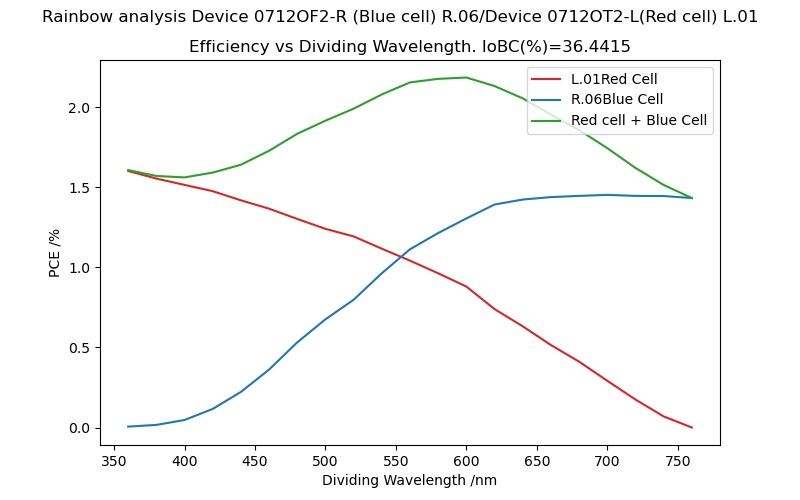 Rainbow analysis Device 0712OF2-R (Blue cell) R.06/Device 0712OT2-L(Red cell) L.01
Efficiency vs Dividing Wavelength. IoBC(%)=36.4415
L.01Red Cell
R.06Blue Cell
Red cell + Blue Cell
PCE /%
2.0
1.5
1.0
0.5
0.0
350 400 450 500 550 600 650 700 750
Dividing Wavelength /nm